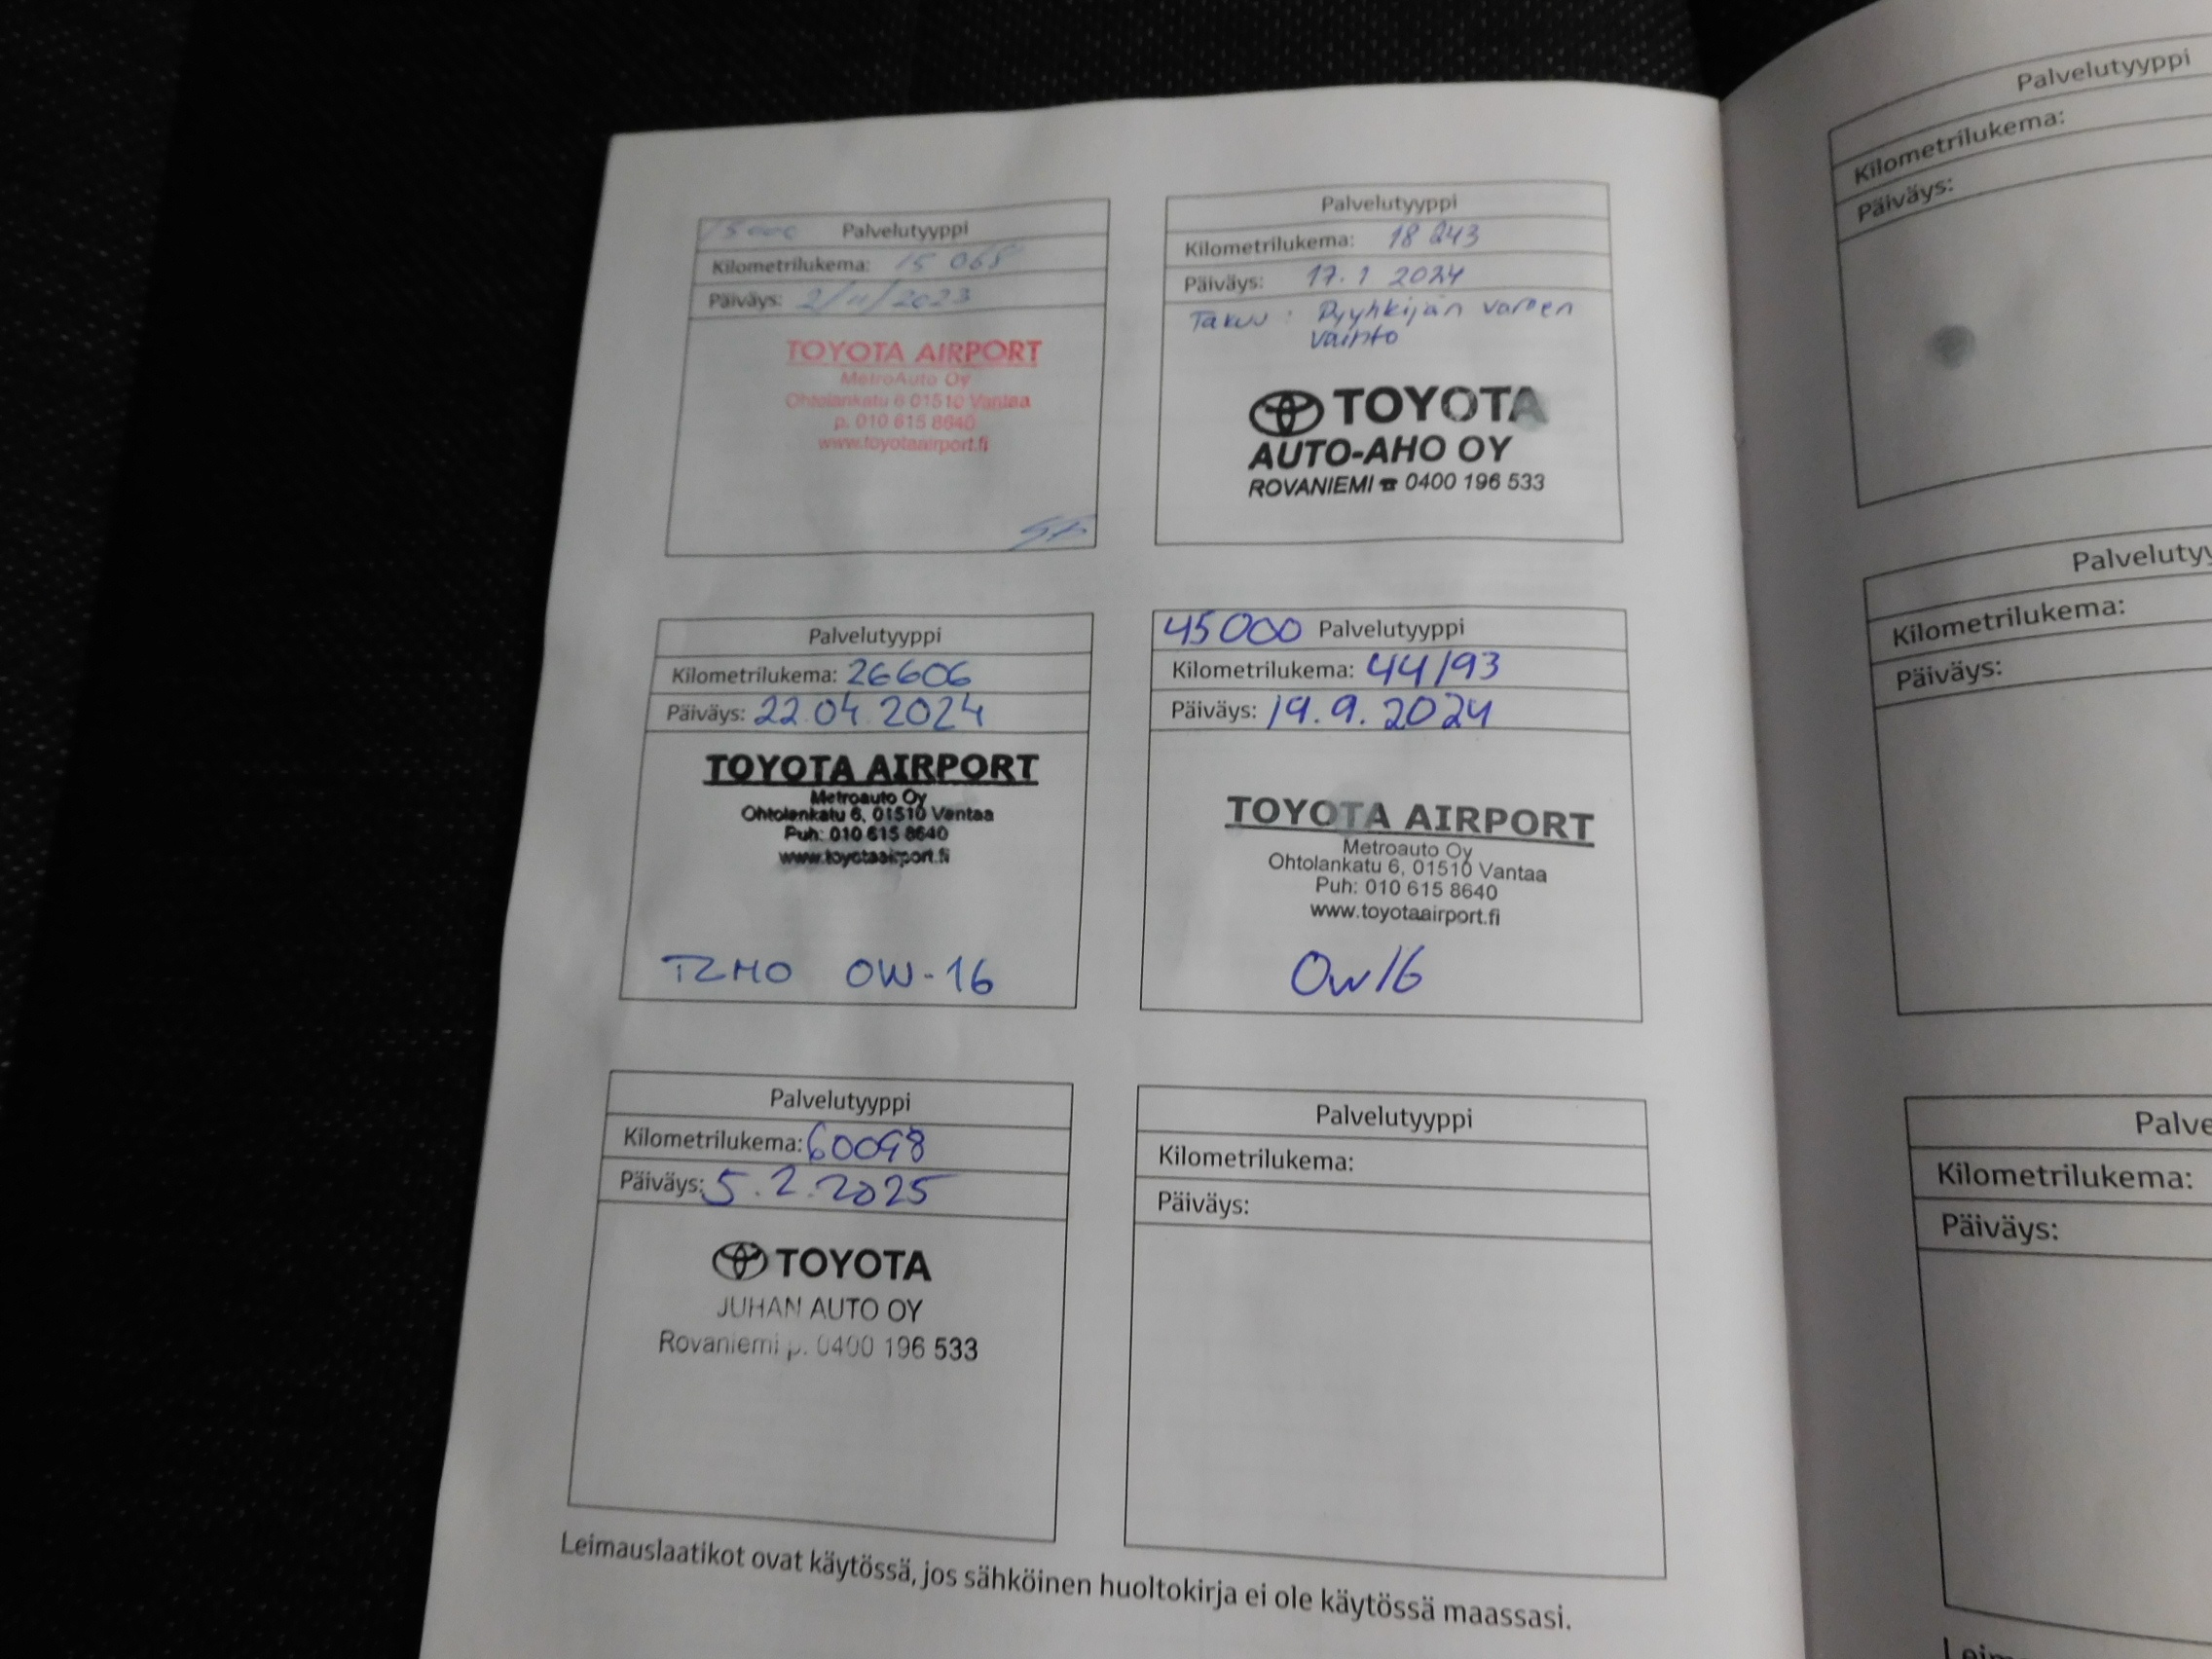 15000 Palvelutyyppi
Kilometrilukema: 15 065
Päiväys: 2/11/2023
TOYOTA AIRPORT
MetroAuto Oy
Ohtolankatu 6 01510 Vantaa
p. 010 615 8640
www.toyotaairport.fi
Palvelutyyppi
Kilometrilukema: 18 243
Päiväys: 17.1 2024
Takuu: Pyyhkijän varren
vaihto
TOYOTA
AUTO-AHO OY
ROVANIEMI ☎ 0400 196 533
Palvelutyyppi
Kilometrilukema: 26606
Päiväys: 22.04.2024
TOYOTA AIRPORT
Metroauto Oy
Ohtolankatu 6, 01510 Vantaa
Puh: 010 615 8640
www.toyotaairport.fi
OW-16
45000 Palvelutyyppi
Kilometrilukema: 44193
Päiväys: 19.9.2024
TOYOTA AIRPORT
Metroauto Oy
Ohtolankatu 6, 01510 Vantaa
Puh: 010 615 8640
www.toyotaairport.fi
OW16
Palvelutyyppi
Kilometrilukema: 60098
Päiväys: 5.2.2025
TOYOTA
JUHAN AUTO OY
Rovaniemi p. 0400 196 533
Palvelutyyppi
Kilometrilukema:
Päiväys:
Leimauslaatikot ovat käytössä, jos sähköinen huoltokirja ei ole käytössä maassasi.
Palvelutyyppi
Kilometrilukema:
Päiväys:
Kilometrilukema:
Päiväys:
Kilometrilukema:
Päiväys: